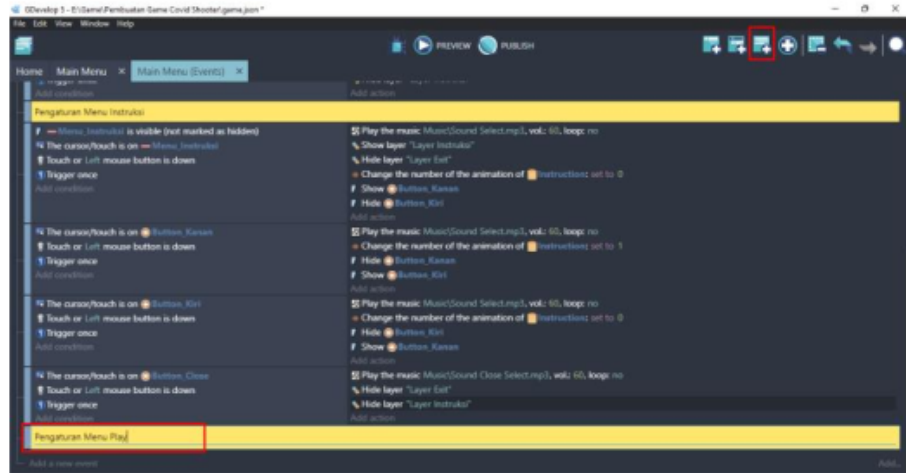 GDevelop 5 - E:\Game\Pembuatan Game Covid Shooter\game.json *
File Edit View Window Help
PREVIEW PUBLISH
Home Main Menu × Main Menu (Events) ×
Trigger once
Add condition Add action
Pengaturan Menu Instruksi
Menu_Instruksi is visible (not marked as hidden) Play the music Music\Sound Select.mp3, vol.: 60, loop: no
The cursor/touch is on Menu_Instruksi Show layer "Layer Instruksi"
Touch or Left mouse button is down Hide layer "Layer Exit"
Trigger once Change the number of the animation of Instruction: set to 0
Add condition Show Button_Kanan
Hide Button_Kiri
Add action
The cursor/touch is on Button_Kanan Play the music Music\Sound Select.mp3, vol.: 60, loop: no
Touch or Left mouse button is down Change the number of the animation of Instruction: set to 1
Trigger once Hide Button_Kanan
Add condition Show Button_Kiri
Add action
The cursor/touch is on Button_Kiri Play the music Music\Sound Select.mp3, vol.: 60, loop: no
Touch or Left mouse button is down Change the number of the animation of Instruction: set to 0
Trigger once Hide Button_Kiri
Add condition Show Button_Kanan
Add action
The cursor/touch is on Button_Close Play the music Music\Sound Close Select.mp3, vol.: 60, loop: no
Touch or Left mouse button is down Hide layer "Layer Exit"
Trigger once Hide layer "Layer Instruksi"
Add condition Add action
Pengaturan Menu Play
Add a new event Add...